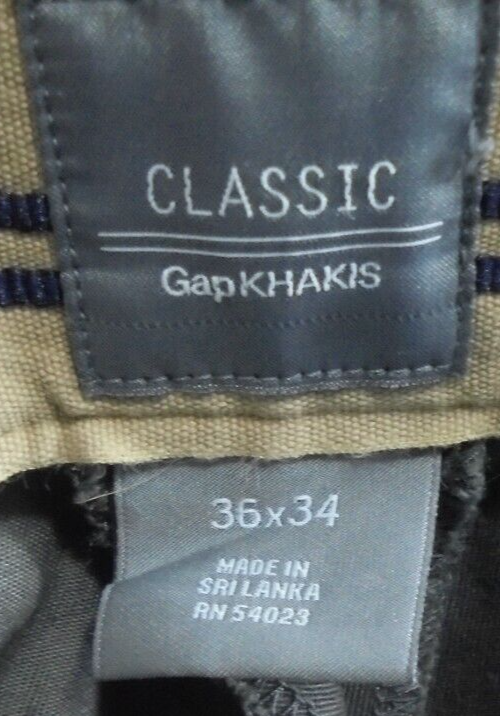 CLASSIC
GapKHAKIS
36x34
MADE IN
SRI LANKA
RN 54023